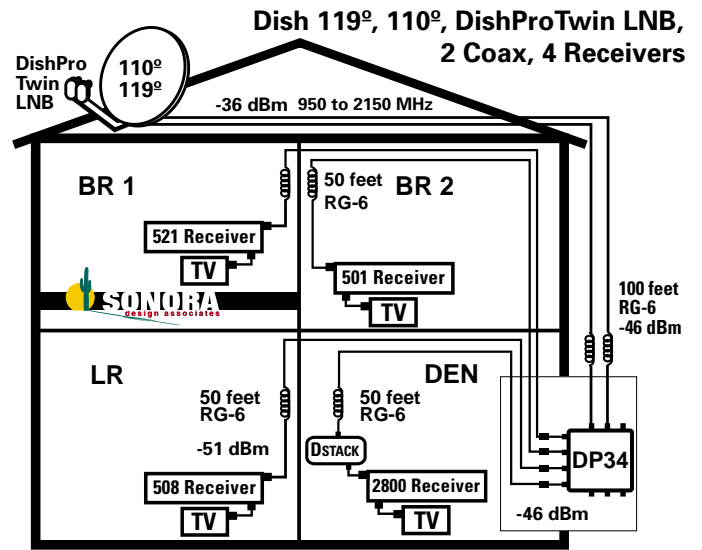 Dish 119º, 110º, DishProTwin LNB,
2 Coax, 4 Receivers
DishPro
Twin
LNB
110º
119º
-36 dBm 950 to 2150 MHz
BR 1
50 feet
RG-6
BR 2
521 Receiver
TV
501 Receiver
TV
SONORA
design associates
100 feet
RG-6
-46 dBm
LR
DEN
50 feet
RG-6
50 feet
RG-6
-51 dBm
DSTACK
DP34
508 Receiver
TV
2800 Receiver
TV
-46 dBm